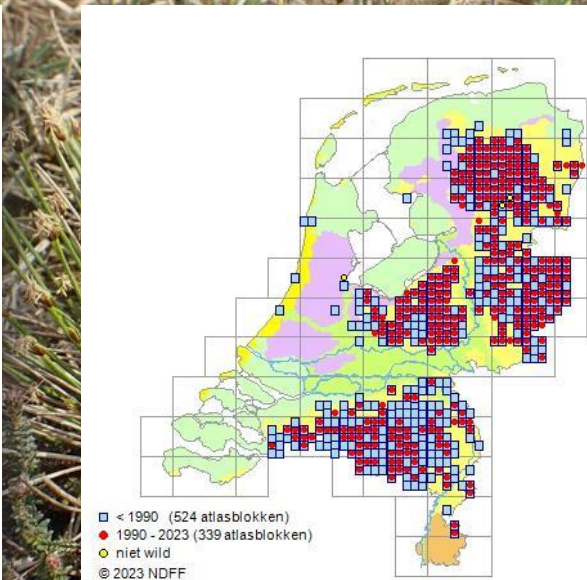 < 1990 (524 atlasblokken)
1990 - 2023 (339 atlasblokken)
niet wild
© 2023 NDFF